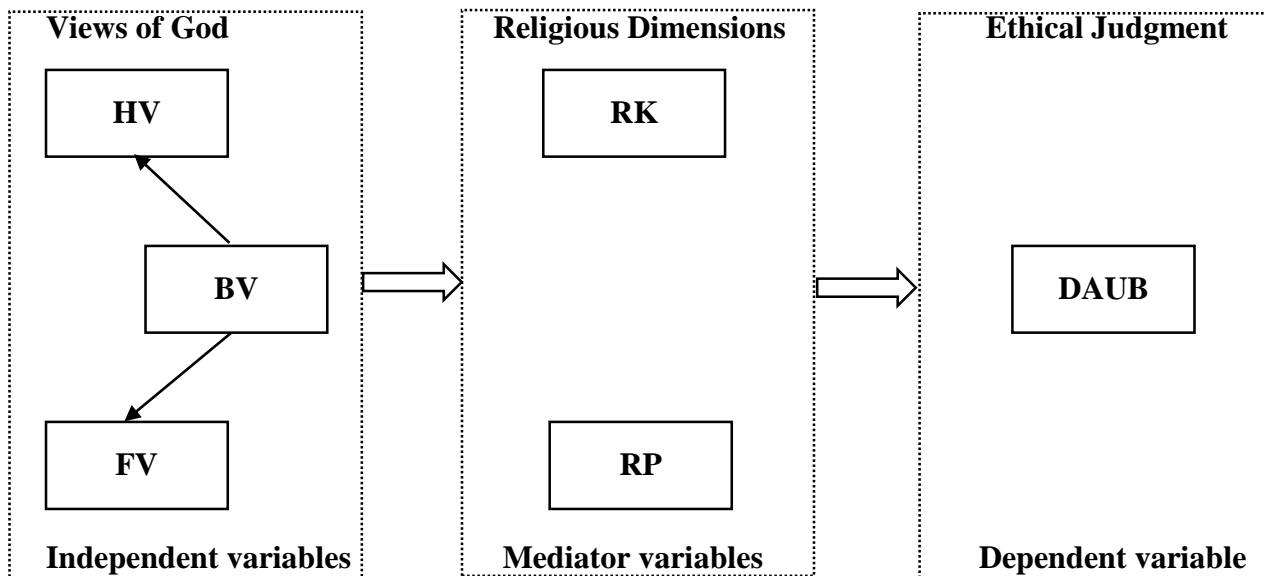 Views of God
HV
BV
FV
Independent variables
Religious Dimensions
RK
RP
Mediator variables
Ethical Judgment
DAUB
Dependent variable